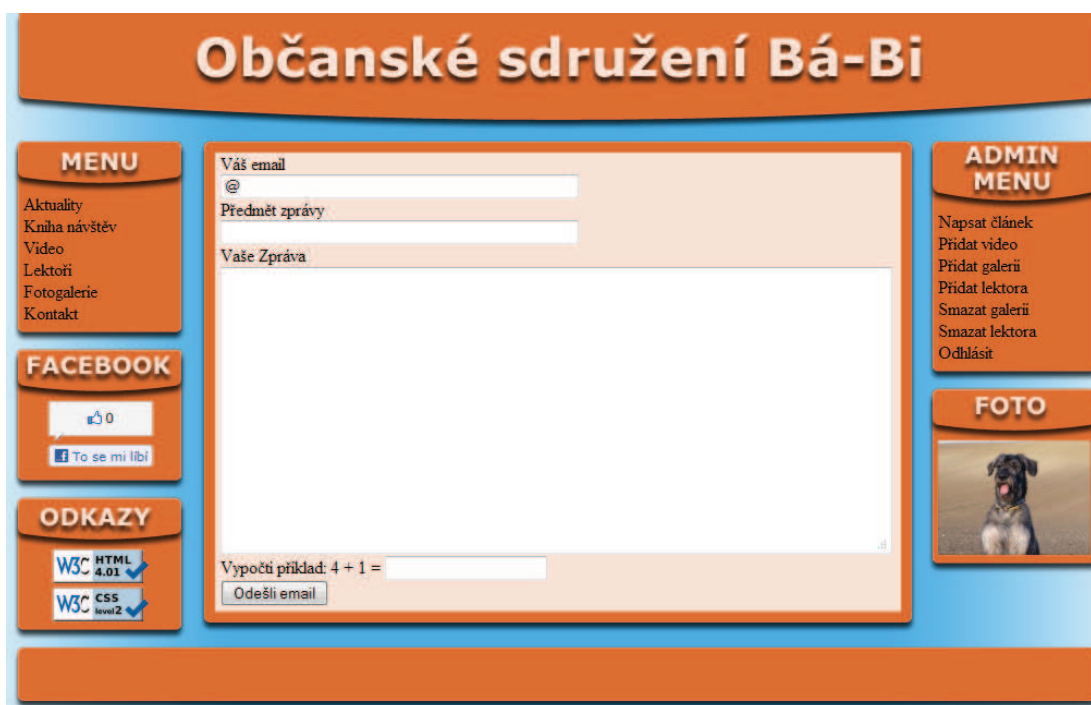 Občanské sdružení Bá-Bi
MENU
Aktuality
Kniha návštěv
Video
Lektoři
Fotogalerie
Kontakt
FACEBOOK
0
To se mi líbí
ODKAZY
W3C HTML 4.01
W3C CSS level2
Váš email
@
Předmět zprávy
Vaše Zpráva
Vypočti příklad: 4 + 1 =
Odešli email
ADMIN
MENU
Napsat článek
Přidat video
Přidat galerii
Přidat lektora
Smazat galerii
Smazat lektora
Odhlásit
FOTO